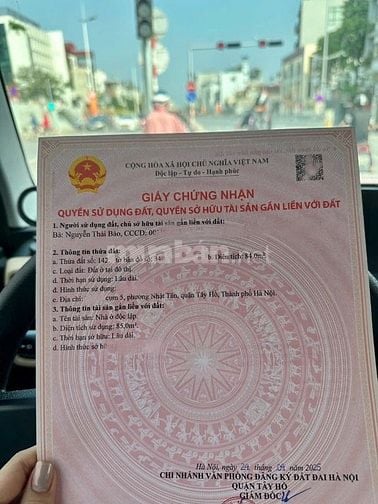 CỘNG HÒA XÃ HỘI CHỦ NGHĨA VIỆT NAM
Độc lập - Tự do - Hạnh phúc
GIẤY CHỨNG NHẬN
QUYỀN SỬ DỤNG ĐẤT, QUYỀN SỞ HỮU TÀI SẢN GẮN LIỀN VỚI ĐẤT
1. Người sử dụng đất, chủ sở hữu tài sản gắn liền với đất:
Bà: Nguyễn Thái Bảo, CCCD: 00
2. Thông tin thửa đất:
a. Thửa đất số: 142 tờ bản đồ số: b. Diện tích: 84.0m²
c. Loại đất: Đất ở tại đô thị.
d. Thời hạn sử dụng: Lâu dài.
đ. Hình thức sử dụng:
e. Địa chỉ: cụm 5, phường Nhật Tân, quận Tây Hồ, Thành phố Hà Nội.
3. Thông tin tài sản gắn liền với đất:
a. Tên tài sản: Nhà ở độc lập.
b. Diện tích sử dụng: 85,0m².
c. Thời hạn sở hữu: Lâu dài.
d. Hình thức sở h
Hà Nội, ngày tháng năm 2025
CHI NHÁNH VĂN PHÒNG ĐĂNG KÝ ĐẤT ĐAI HÀ NỘI
QUẬN TÂY HỒ
GIÁM ĐỐC